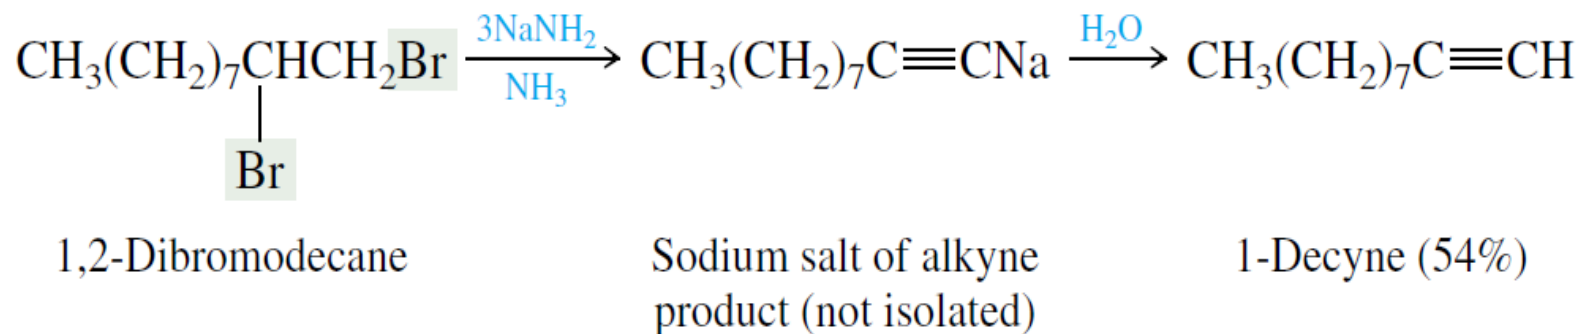 CH₃(CH₂)₇CHCH₂Br 3NaNH₂ NH₃ CH₃(CH₂)₇C≡CNa H₂O CH₃(CH₂)₇C≡CH
Br
1,2-Dibromodecane Sodium salt of alkyne 1-Decyne (54%)
product (not isolated)